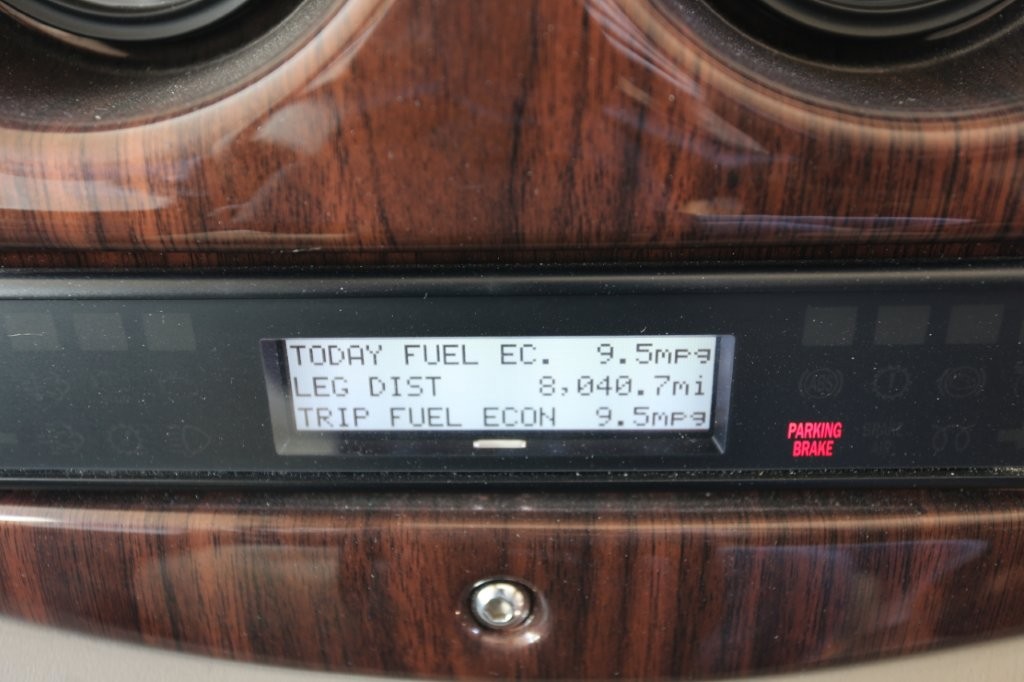 TODAY FUEL EC. 9.5mpg
LEG DIST 8,040.7mi
TRIP FUEL ECON 9.5mpg
PARKING
BRAKE